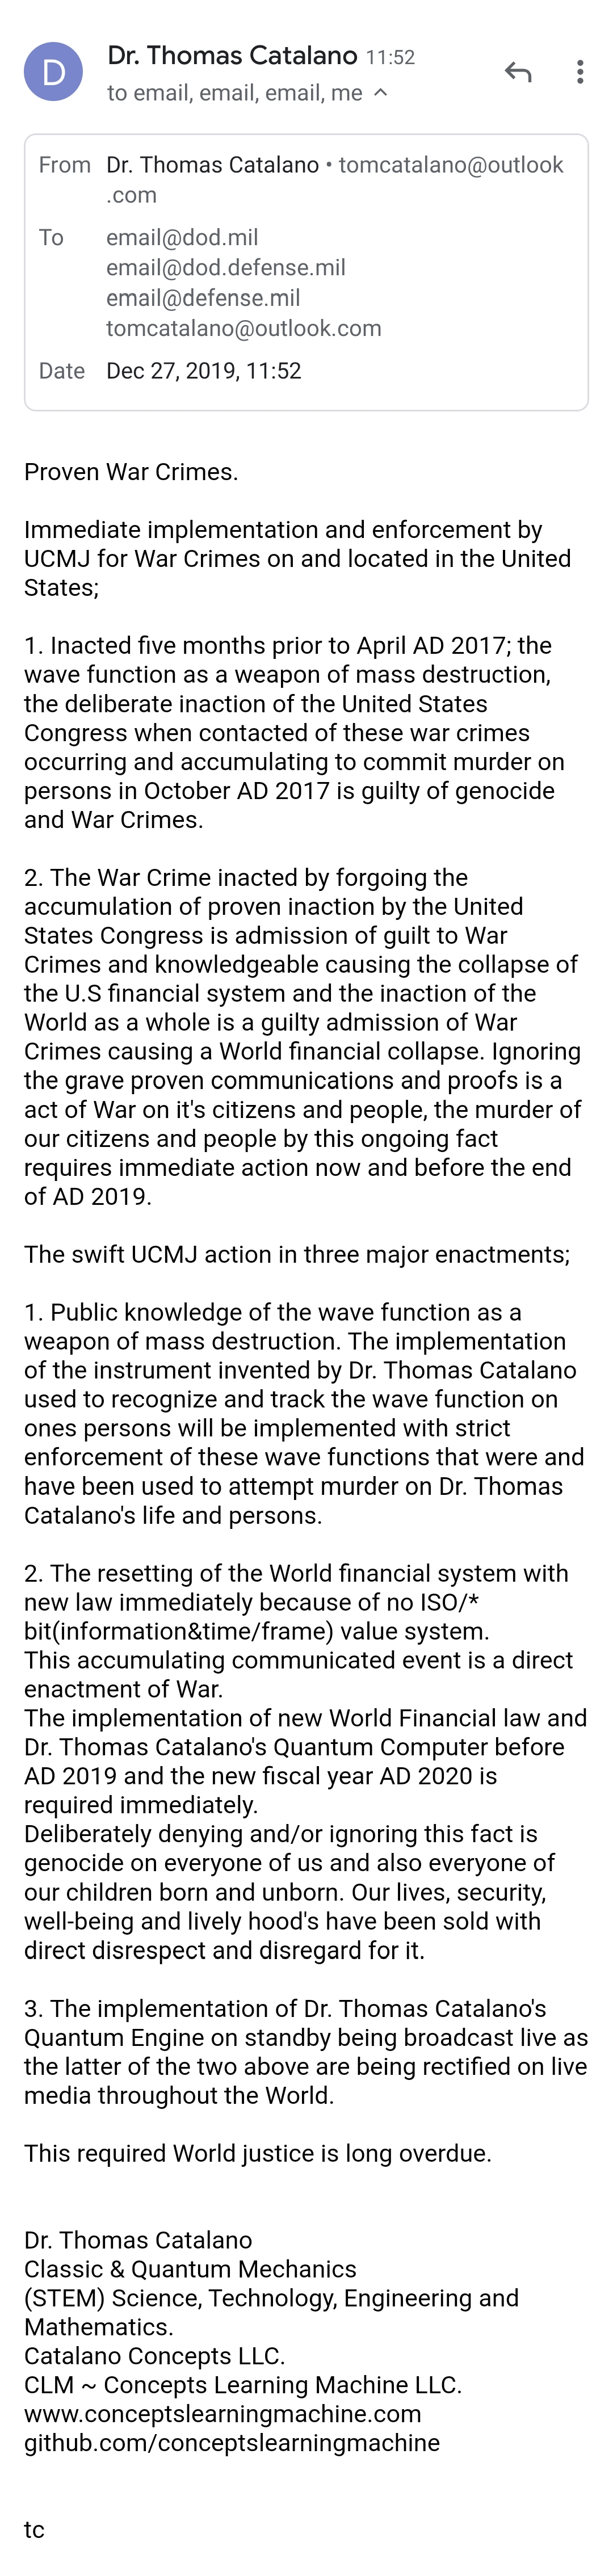 D
Dr. Thomas Catalano 11:52
to email, email, email, me
From Dr. Thomas Catalano • tomcatalano@outlook
.com
To email@dod.mil
email@dod.defense.mil
email@defense.mil
tomcatalano@outlook.com
Date Dec 27, 2019, 11:52
Proven War Crimes.
Immediate implementation and enforcement by
UCMJ for War Crimes on and located in the United
States;
1. Inacted five months prior to April AD 2017; the
wave function as a weapon of mass destruction,
the deliberate inaction of the United States
Congress when contacted of these war crimes
occurring and accumulating to commit murder on
persons in October AD 2017 is guilty of genocide
and War Crimes.
2. The War Crime inacted by forgoing the
accumulation of proven inaction by the United
States Congress is admission of guilt to War
Crimes and knowledgeable causing the collapse of
the U.S financial system and the inaction of the
World as a whole is a guilty admission of War
Crimes causing a World financial collapse. Ignoring
the grave proven communications and proofs is a
act of War on it's citizens and people, the murder of
our citizens and people by this ongoing fact
requires immediate action now and before the end
of AD 2019.
The swift UCMJ action in three major enactments;
1. Public knowledge of the wave function as a
weapon of mass destruction. The implementation
of the instrument invented by Dr. Thomas Catalano
used to recognize and track the wave function on
ones persons will be implemented with strict
enforcement of these wave functions that were and
have been used to attempt murder on Dr. Thomas
Catalano's life and persons.
2. The resetting of the World financial system with
new law immediately because of no ISO/*
bit(information&time/frame) value system.
This accumulating communicated event is a direct
enactment of War.
The implementation of new World Financial law and
Dr. Thomas Catalano's Quantum Computer before
AD 2019 and the new fiscal year AD 2020 is
required immediately.
Deliberately denying and/or ignoring this fact is
genocide on everyone of us and also everyone of
our children born and unborn. Our lives, security,
well-being and lively hood's have been sold with
direct disrespect and disregard for it.
3. The implementation of Dr. Thomas Catalano's
Quantum Engine on standby being broadcast live as
the latter of the two above are being rectified on live
media throughout the World.
This required World justice is long overdue.
Dr. Thomas Catalano
Classic & Quantum Mechanics
(STEM) Science, Technology, Engineering and
Mathematics.
Catalano Concepts LLC.
CLM ~ Concepts Learning Machine LLC.
www.conceptslearningmachine.com
github.com/conceptslearningmachine
tc